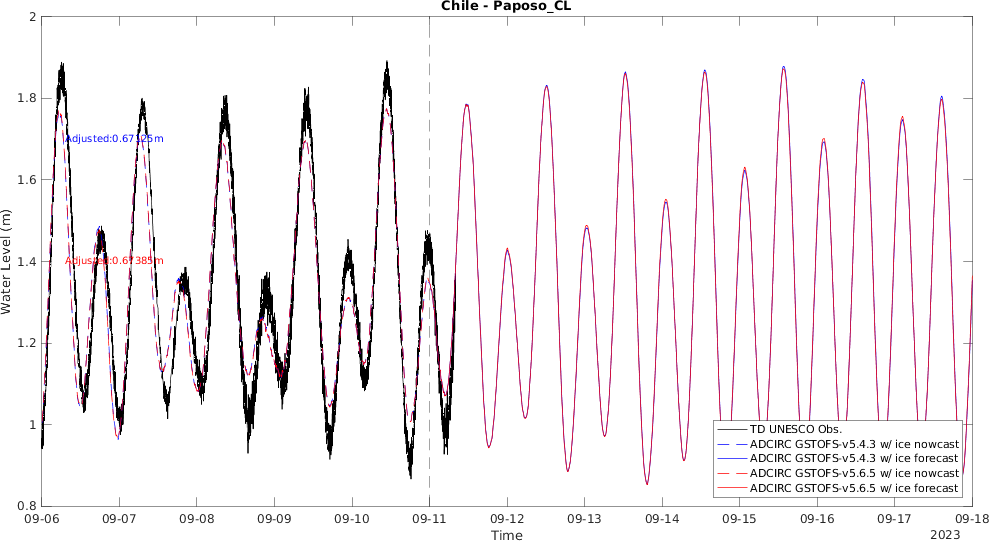 Chile - Paposo_CL
Water Level (m)
2
1.8
1.6
1.4
1.2
1
0.8
Adjusted:0.67125m
Adjusted:0.67385m
TD UNESCO Obs.
ADCIRC GSTOFS-v5.4.3 w/ ice nowcast
ADCIRC GSTOFS-v5.4.3 w/ ice forecast
ADCIRC GSTOFS-v5.6.5 w/ ice nowcast
ADCIRC GSTOFS-v5.6.5 w/ ice forecast
09-06 09-07 09-08 09-09 09-10 09-11 09-12 09-13 09-14 09-15 09-16 09-17 09-18
Time
2023